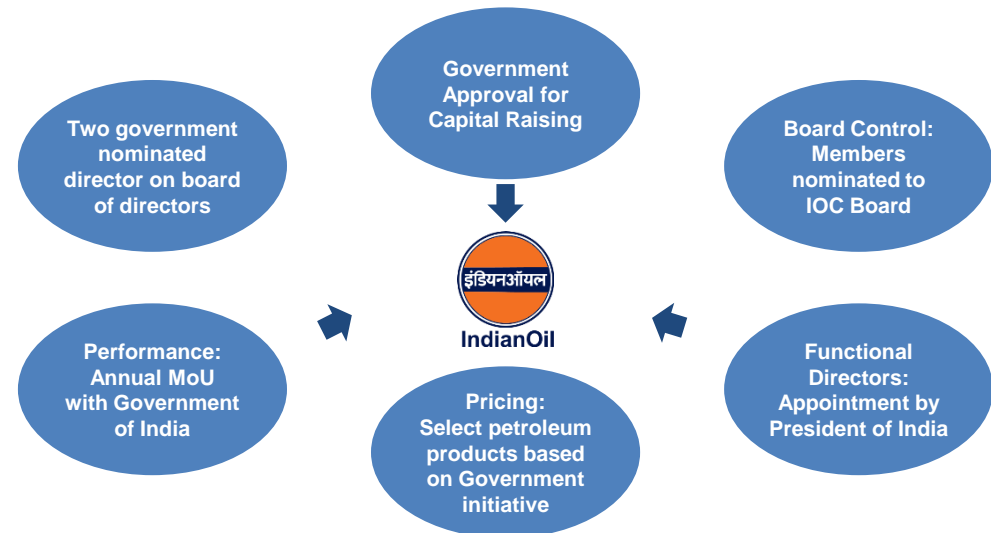 Government
Approval for
Capital Raising
Two government
nominated
director on board
of directors
Board Control:
Members
nominated to
IOC Board
इंडियनऑयल
IndianOil
Performance:
Annual MoU
with Government
of India
Pricing:
Select petroleum
products based
on Government
initiative
Functional
Directors:
Appointment by
President of India